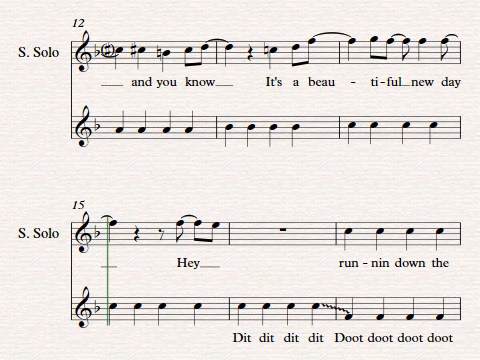 12
S. Solo
and you know It's a beau - ti-ful new day
15
S. Solo
Hey run - nin down the
Dit dit dit dit Doot doot doot doot